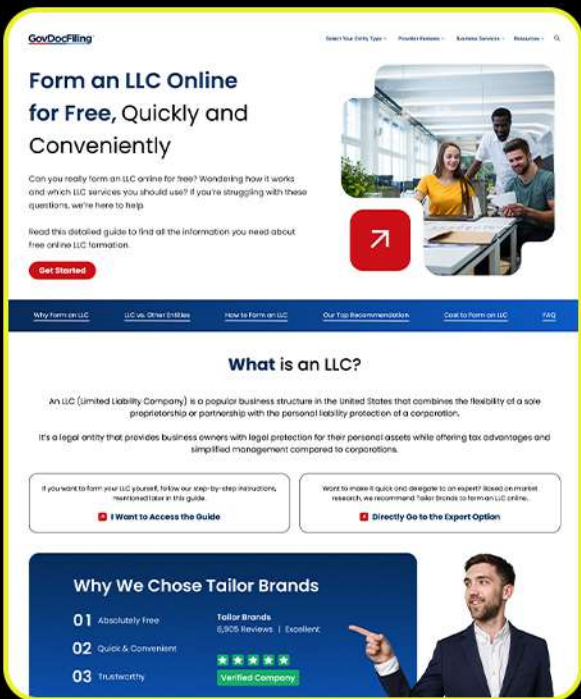 GovDocFiling
Select Your Entity Type
Provider Reviews
Business Services
Resources
Form an LLC Online
for Free, Quickly and
Conveniently
Can you really form an LLC online for free? Wondering how it works
and which LLC services you should use? If you're struggling with these
questions, we're here to help.
Read this detailed guide to find all the information you need about
free online LLC formation.
Get Started
Why Form an LLC
LLC vs. Other Entities
How to Form an LLC
Our Top Recommendation
Cost to Form an LLC
FAQ
What is an LLC?
An LLC (Limited Liability Company) is a popular business structure in the United States that combines the flexibility of a sole
proprietorship or partnership with the personal liability protection of a corporation.
It's a legal entity that provides business owners with legal protection for their personal assets while offering tax advantages and
simplified management compared to corporations.
If you want to form your LLC yourself, follow our step-by-step instructions,
mentioned later in this guide.
I Want to Access the Guide
Want to make it quick and delegate to an expert? Based on market
research, we recommend Tailor Brands to form an LLC online.
Directly Go to the Expert Option
Why We Chose Tailor Brands
01 Absolutely Free
02 Quick & Convenient
03 Trustworthy
Tailor Brands
6,905 Reviews | Excellent
Verified Company